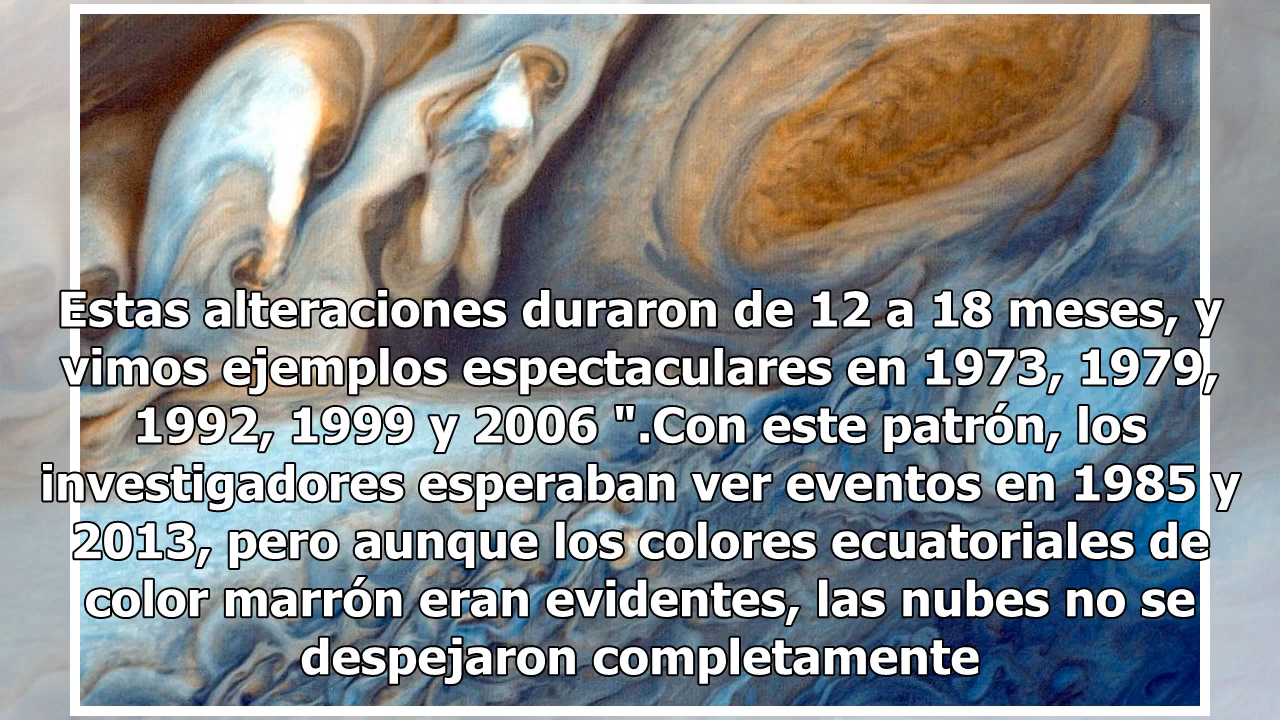 Estas alteraciones duraron de 12 a 18 meses, y
vimos ejemplos espectaculares en 1973, 1979,
1992, 1999 y 2006 ".Con este patrón, los
investigadores esperaban ver eventos en 1985 y
2013, pero aunque los colores ecuatoriales de
color marrón eran evidentes, las nubes no se
despejaron completamente